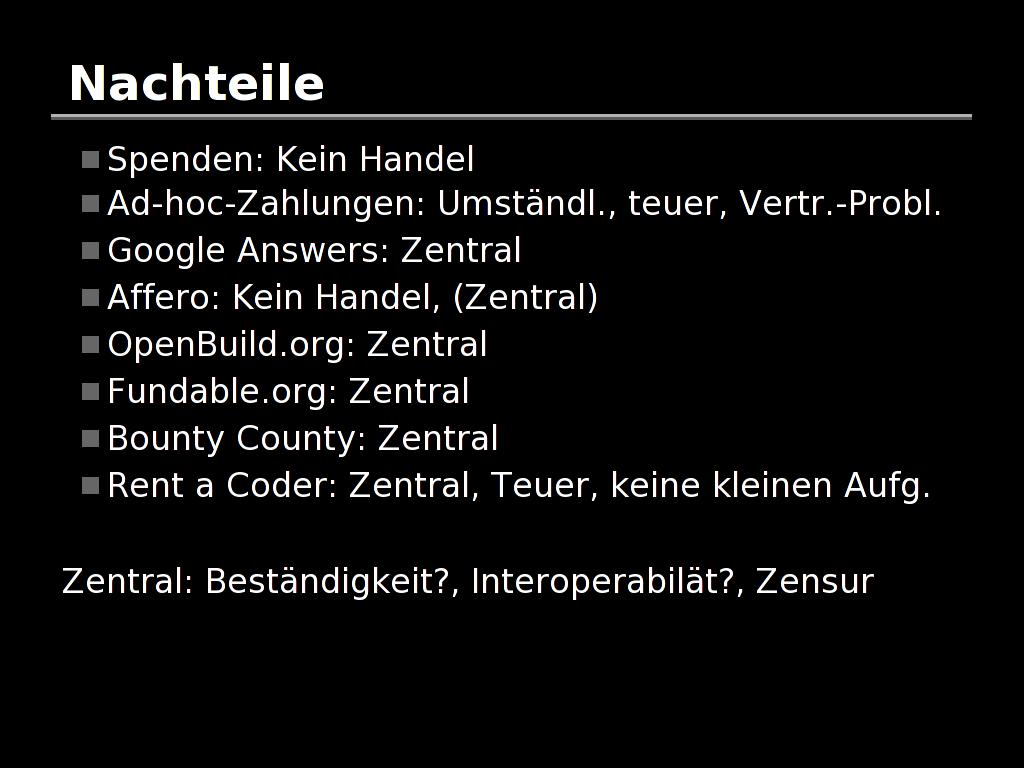 Nachteile
Spenden: Kein Handel
Ad-hoc-Zahlungen: Umständl., teuer, Vertr.-Probl.
Google Answers: Zentral
Affero: Kein Handel, (Zentral)
OpenBuild.org: Zentral
Fundable.org: Zentral
Bounty County: Zentral
Rent a Coder: Zentral, Teuer, keine kleinen Aufg.
Zentral: Beständigkeit?, Interoperabilät?, Zensur